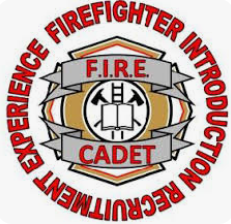 FIREFIGHTER INTRODUCTION RECRUITMENT EXPERIENCE
F.I.R.E.
CADET